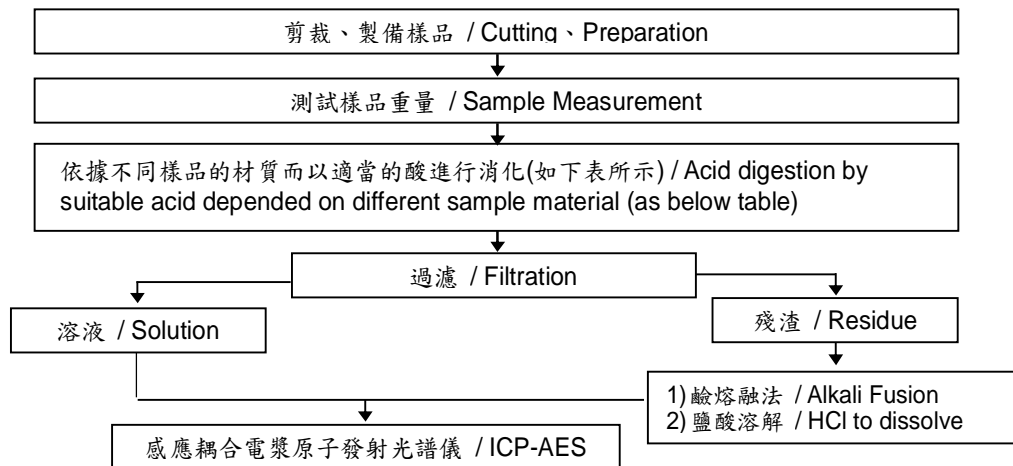 剪裁、製備樣品 / Cutting、Preparation
測試樣品重量 / Sample Measurement
依據不同樣品的材質而以適當的酸進行消化(如下表所示) / Acid digestion by
suitable acid depended on different sample material (as below table)
過濾 / Filtration
溶液 / Solution
殘渣 / Residue
1) 鹼熔融法 / Alkali Fusion
2) 鹽酸溶解 / HCl to dissolve
感應耦合電漿原子發射光譜儀 / ICP-AES